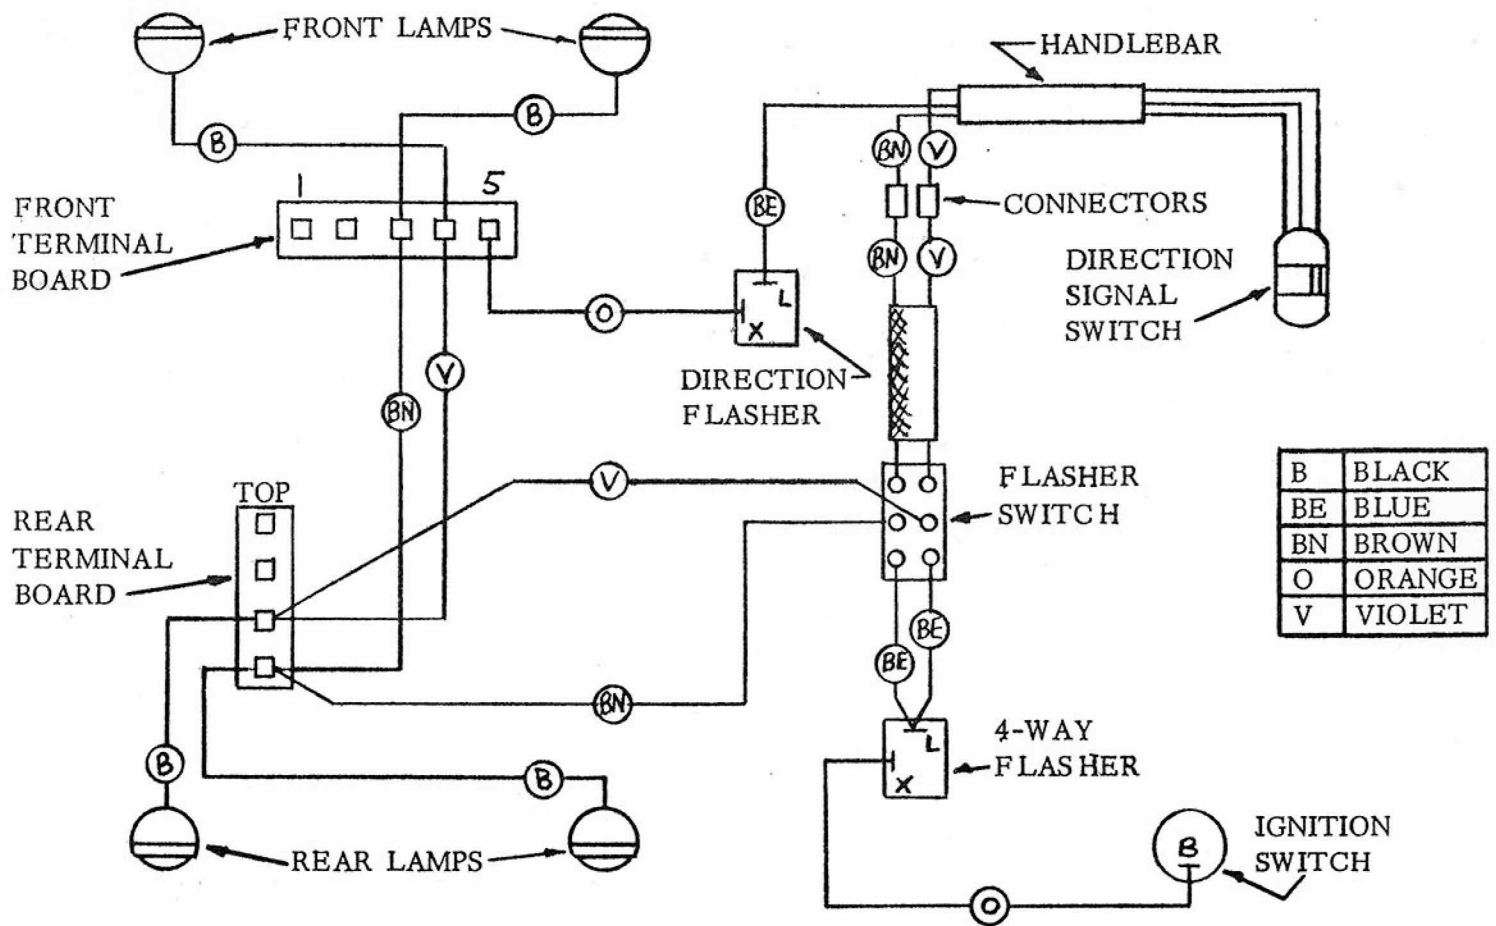 FRONT LAMPS
HANDLEBAR
B
B
BN
V
1
5
FRONT
TERMINAL
BOARD
BE
CONNECTORS
BN
V
DIRECTION
SIGNAL
SWITCH
L
X
O
V
DIRECTION
FLASHER
BN
B BLACK
BE BLUE
BN BROWN
O ORANGE
V VIOLET
TOP
V
FLASHER
SWITCH
REAR
TERMINAL
BOARD
BE
BE
BN
4-WAY
FLASHER
L
X
B
B
IGNITION
SWITCH
B
REAR LAMPS
O